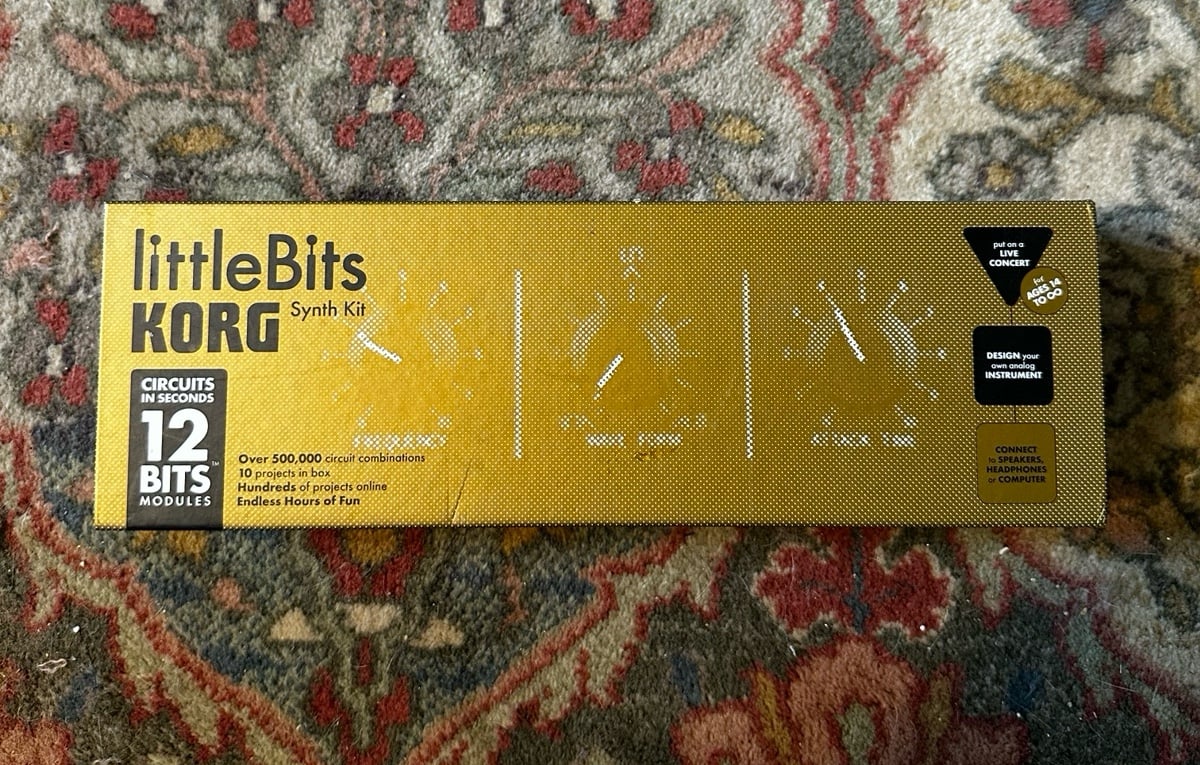 littleBits
KORG Synth Kit
CIRCUITS
IN SECONDS
12
BITS™
MODULES
Over 500,000 circuit combinations
10 projects in box
Hundreds of projects online
Endless Hours of Fun
FREQUENCY
put on a
LIVE
CONCERT
for
AGES 14
TO ∞
DESIGN your
own analog
INSTRUMENT
CONNECT
to SPEAKERS,
HEADPHONES
or COMPUTER